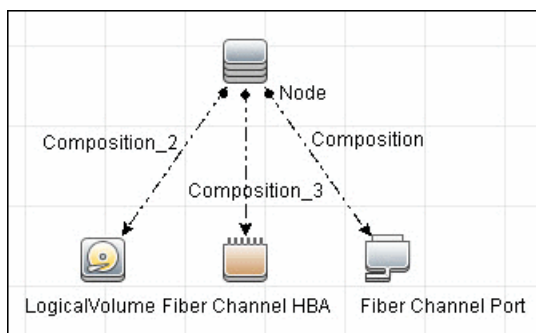 Node
Composition_2
Composition
Composition_3
LogicalVolume
Fiber Channel HBA
Fiber Channel Port